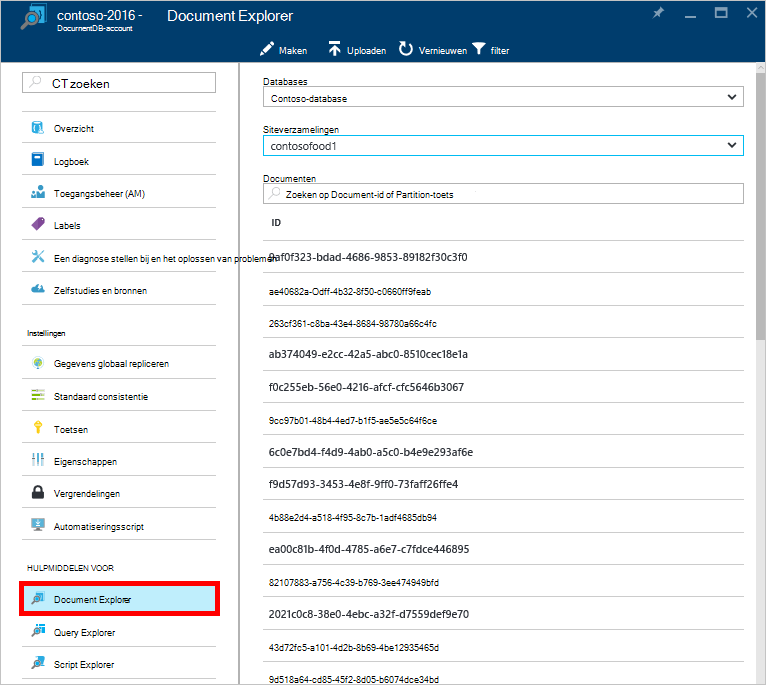 contoso-2016 -
DocumentDB-account
Document Explorer
Maken
Uploaden
Vernieuwen
filter
CT zoeken
Overzicht
Logboek
Toegangsbeheer (AM)
Labels
Een diagnose stellen bij en het oplossen van problemen
Zelfstudies en bronnen
Instellingen
Gegevens globaal repliceren
Standaard consistentie
Toetsen
Eigenschappen
Vergrendelingen
Automatiseringsscript
HULPMIDDELEN VOOR
Document Explorer
Query Explorer
Script Explorer
Databases
Contoso-database
Siteverzamelingen
contosofood1
Documenten
Zoeken op Document-id of Partition-toets
ID
9af0f323-bdad-4686-9853-89182f30c3f0
ae40682a-0dff-4b32-8f50-c0660ff9feab
263cf361-c8ba-43e4-8684-98780a66c4fc
ab374049-e2cc-42a5-abc0-8510cec18e1a
f0c255eb-56e0-4216-afcf-cfc5646b3067
9cc97b01-48b4-4ed7-b1f5-ae5e5c64f6ce
6c0e7bd4-f4d9-4ab0-a5c0-b4e9e293af6e
f9d57d93-3453-4e8f-9ff0-73faff26ffe4
4b88e2d4-a518-4f95-8c7b-1adf4685db94
ea00c81b-4f0d-4785-a6e7-c7fdce446895
82107883-a756-4c39-b769-3ee474949bfd
2021c0c8-38e0-4ebc-a32f-d7559def9e70
43d72fc5-a101-4d2b-8b69-4be12935465d
9d518a64-cd85-45f2-8d05-b6074dce34bd